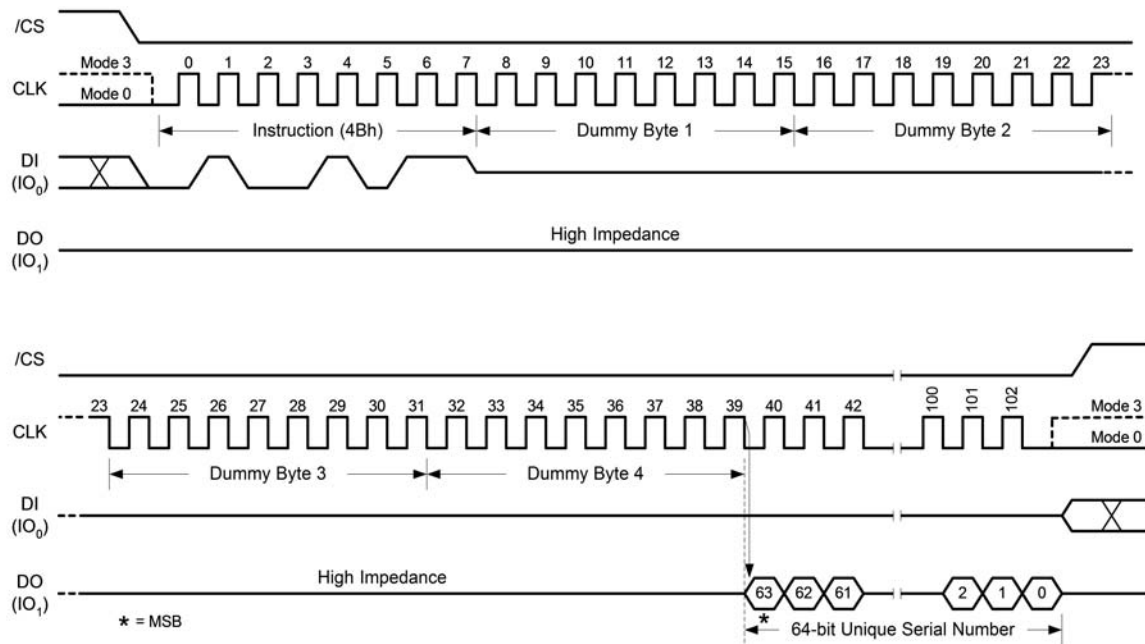 /CS
Mode 3
0 1 2 3 4 5 6 7 8 9 10 11 12 13 14 15 16 17 18 19 20 21 22 23
CLK
Mode 0
Instruction (4Bh) Dummy Byte 1 Dummy Byte 2
DI
(IO0)
High Impedance
DO
(IO1)
/CS
23 24 25 26 27 28 29 30 31 32 33 34 35 36 37 38 39 40 41 42 100 101 102
Mode 3
CLK
Mode 0
Dummy Byte 3 Dummy Byte 4
DI
(IO0)
High Impedance
DO
(IO1)
63 62 61 2 1 0
* = MSB
*
64-bit Unique Serial Number